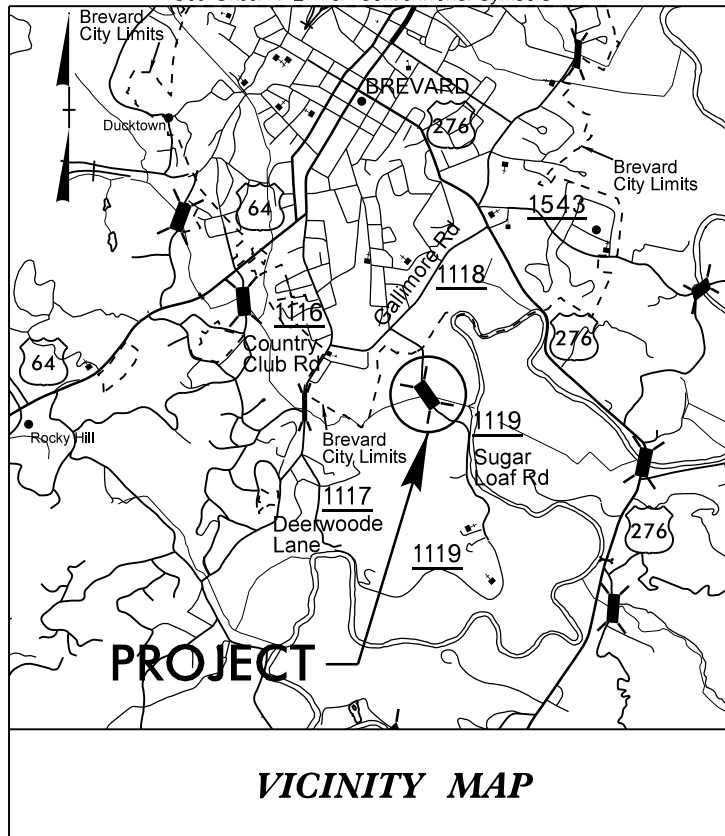 Brevard
City Limits
BREVARD
Ducktown
276
Brevard
City Limits
1543
64
Gallimore Rd
1118
1116
Country
Club Rd
276
64
Rocky Hill
1119
Sugar
Loaf Rd
Brevard
City Limits
1117
Deerwoode
Lane
276
1119
PROJECT
VICINITY MAP